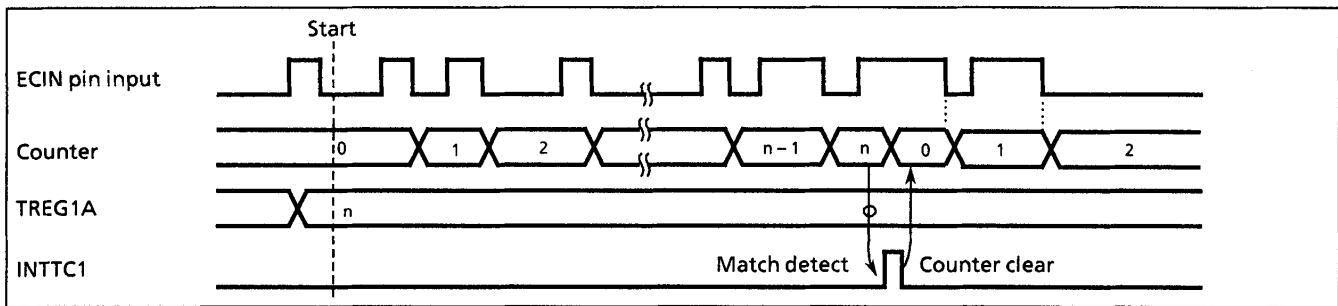 Start
ECIN pin input
Counter 0 1 2 n – 1 n 0 1 2
TREG1A n
INTTC1 Match detect Counter clear